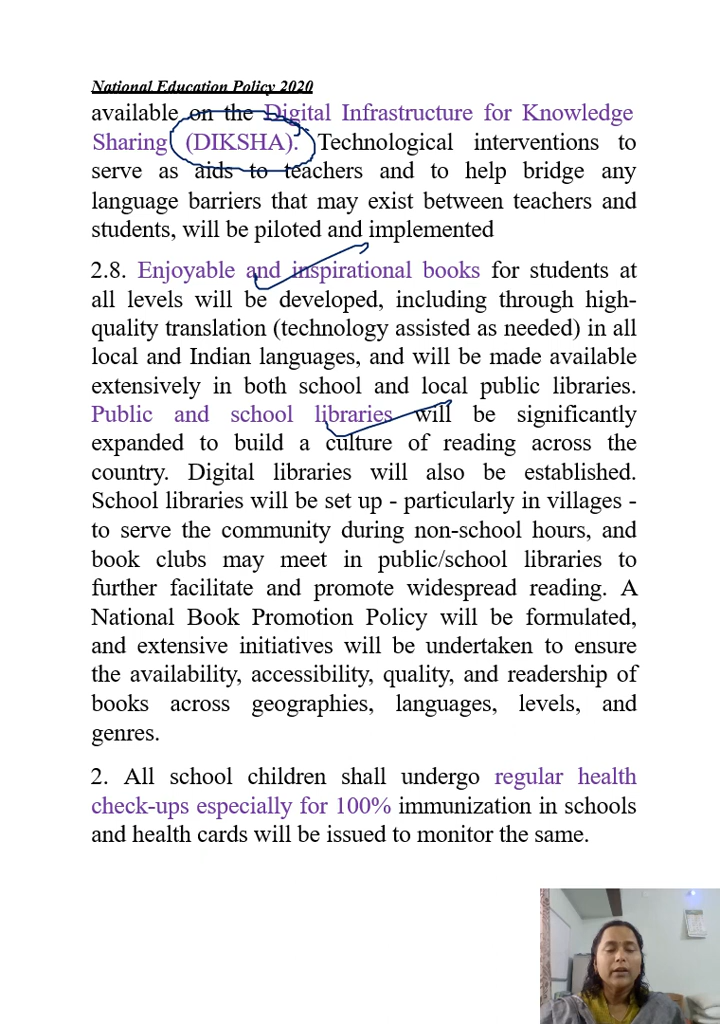 National Education Policy 2020
available on the Digital Infrastructure for Knowledge
Sharing (DIKSHA). Technological interventions to
serve as aids to teachers and to help bridge any
language barriers that may exist between teachers and
students, will be piloted and implemented
2.8. Enjoyable and inspirational books for students at
all levels will be developed, including through high-
quality translation (technology assisted as needed) in all
local and Indian languages, and will be made available
extensively in both school and local public libraries.
Public and school libraries will be significantly
expanded to build a culture of reading across the
country. Digital libraries will also be established.
School libraries will be set up - particularly in villages -
to serve the community during non-school hours, and
book clubs may meet in public/school libraries to
further facilitate and promote widespread reading. A
National Book Promotion Policy will be formulated,
and extensive initiatives will be undertaken to ensure
the availability, accessibility, quality, and readership of
books across geographies, languages, levels, and
genres.
2. All school children shall undergo regular health
check-ups especially for 100% immunization in schools
and health cards will be issued to monitor the same.